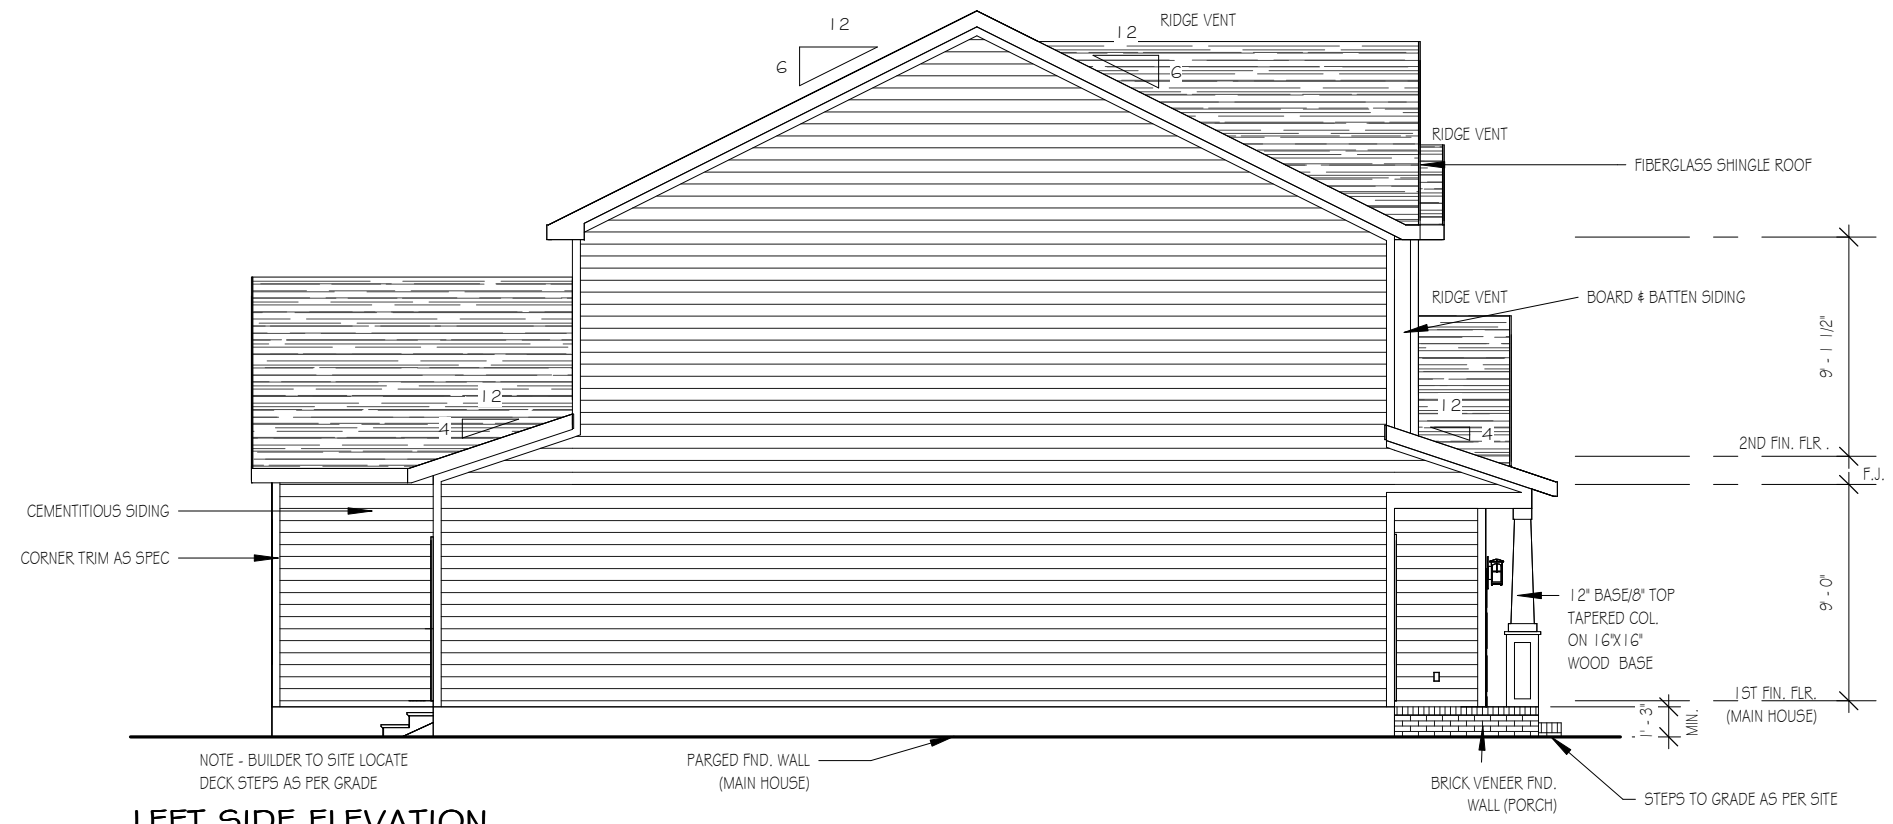 12
6
RIDGE VENT
12
6
RIDGE VENT
FIBERGLASS SHINGLE ROOF
RIDGE VENT
BOARD & BATTEN SIDING
9' - 1 1/2"
12
4
12
4
2ND FIN. FLR .
F.J.
CEMENTITIOUS SIDING
CORNER TRIM AS SPEC
12" BASE/8" TOP
TAPERED COL.
ON 16"X16"
WOOD BASE
9' - 0"
1ST FIN. FLR.
(MAIN HOUSE)
1' - 3"
MIN.
NOTE - BUILDER TO SITE LOCATE
DECK STEPS AS PER GRADE
PARGED FND. WALL
(MAIN HOUSE)
BRICK VENEER FND.
WALL (PORCH)
STEPS TO GRADE AS PER SITE
LEFT SIDE ELEVATION